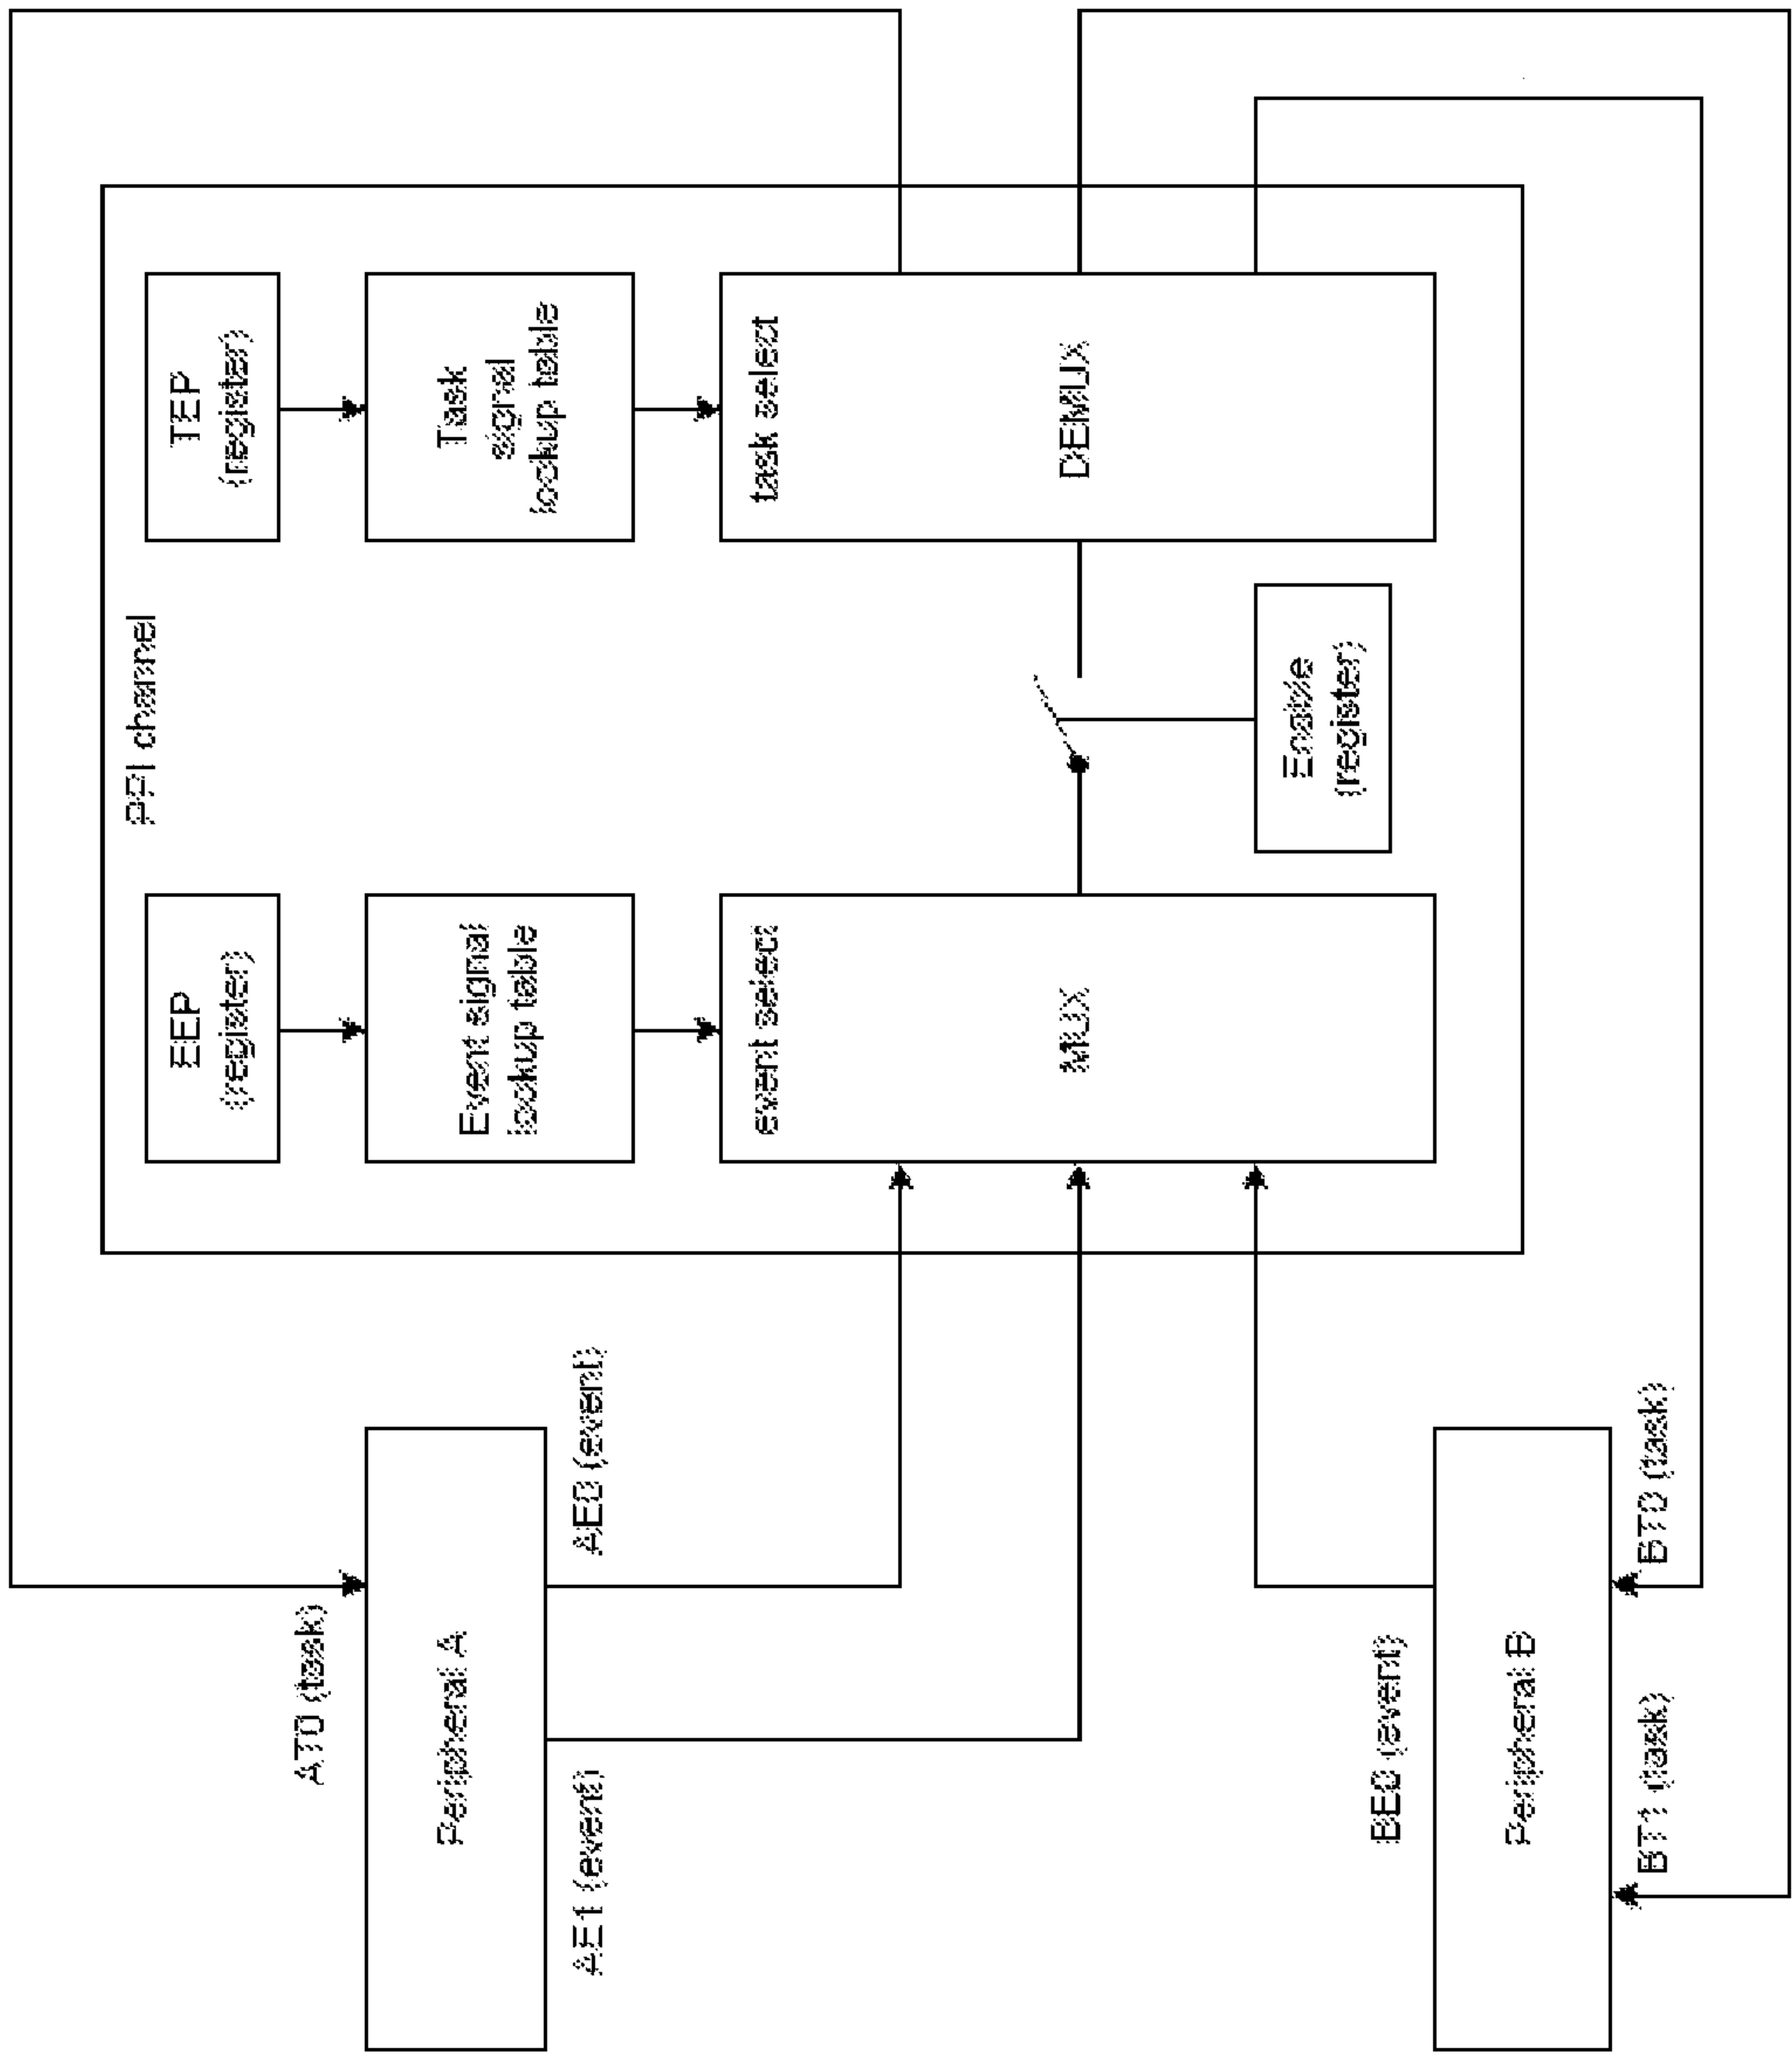 PPI channel
EEP
(register)
TEP
(register)
Event signal
lookup table
Task
signal
lookup table
event select
MUX
task select
DEMUX
Enable
(register)
AT0 (task)
Peripheral A
AE1 (event)
AE0 (event)
BE0 (event)
Peripheral B
BT1 (task)
BT0 (task)